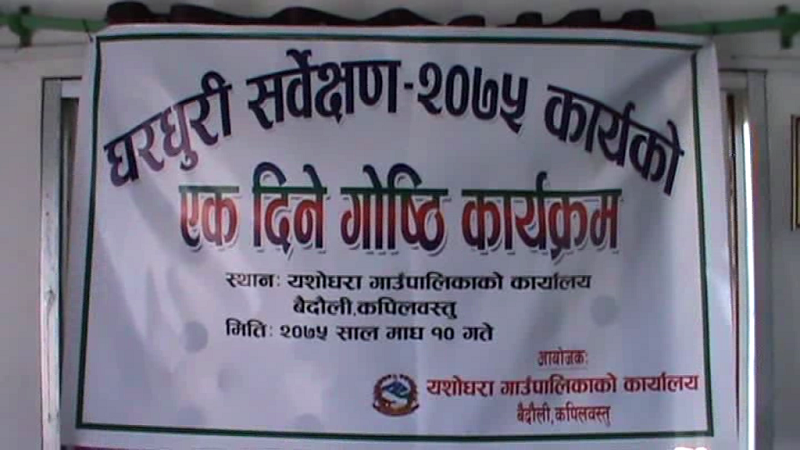 घरधुरी सर्वेक्षण-२०७५ कार्यको
एक दिने गोष्ठि कार्यक्रम
स्थानः यशोधरा गाउँपालिकाको कार्यालय
बैदौली,कपिलवस्तु
मितिः २०७५ साल माघ १० गते
आयोजकः
यशोधरा गाउँपालिकाको कार्यालय
बैदौली,कपिलवस्तु